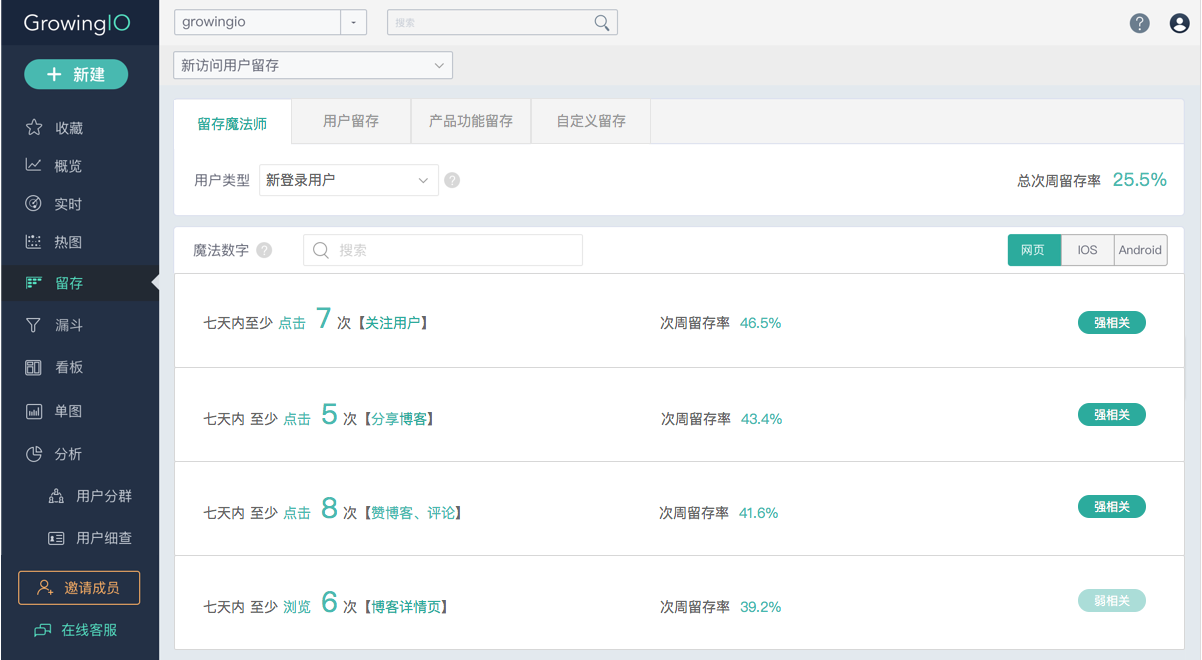 GrowingIO
growingio
搜索
?
新建
新访问用户留存
收藏
概览
实时
热图
留存
漏斗
看板
单图
分析
用户分群
用户细查
邀请成员
在线客服
留存魔法师 用户留存 产品功能留存 自定义留存
用户类型 新登录用户 ? 总次周留存率 25.5%
魔法数字 ? 搜索 网页 IOS Android
七天内至少 点击 7 次【关注用户】 次周留存率 46.5% 强相关
七天内 至少 点击 5 次【分享博客】 次周留存率 43.4% 强相关
七天内 至少 点击 8 次【赞博客、评论】 次周留存率 41.6% 强相关
七天内 至少 浏览 6 次【博客详情页】 次周留存率 39.2% 弱相关